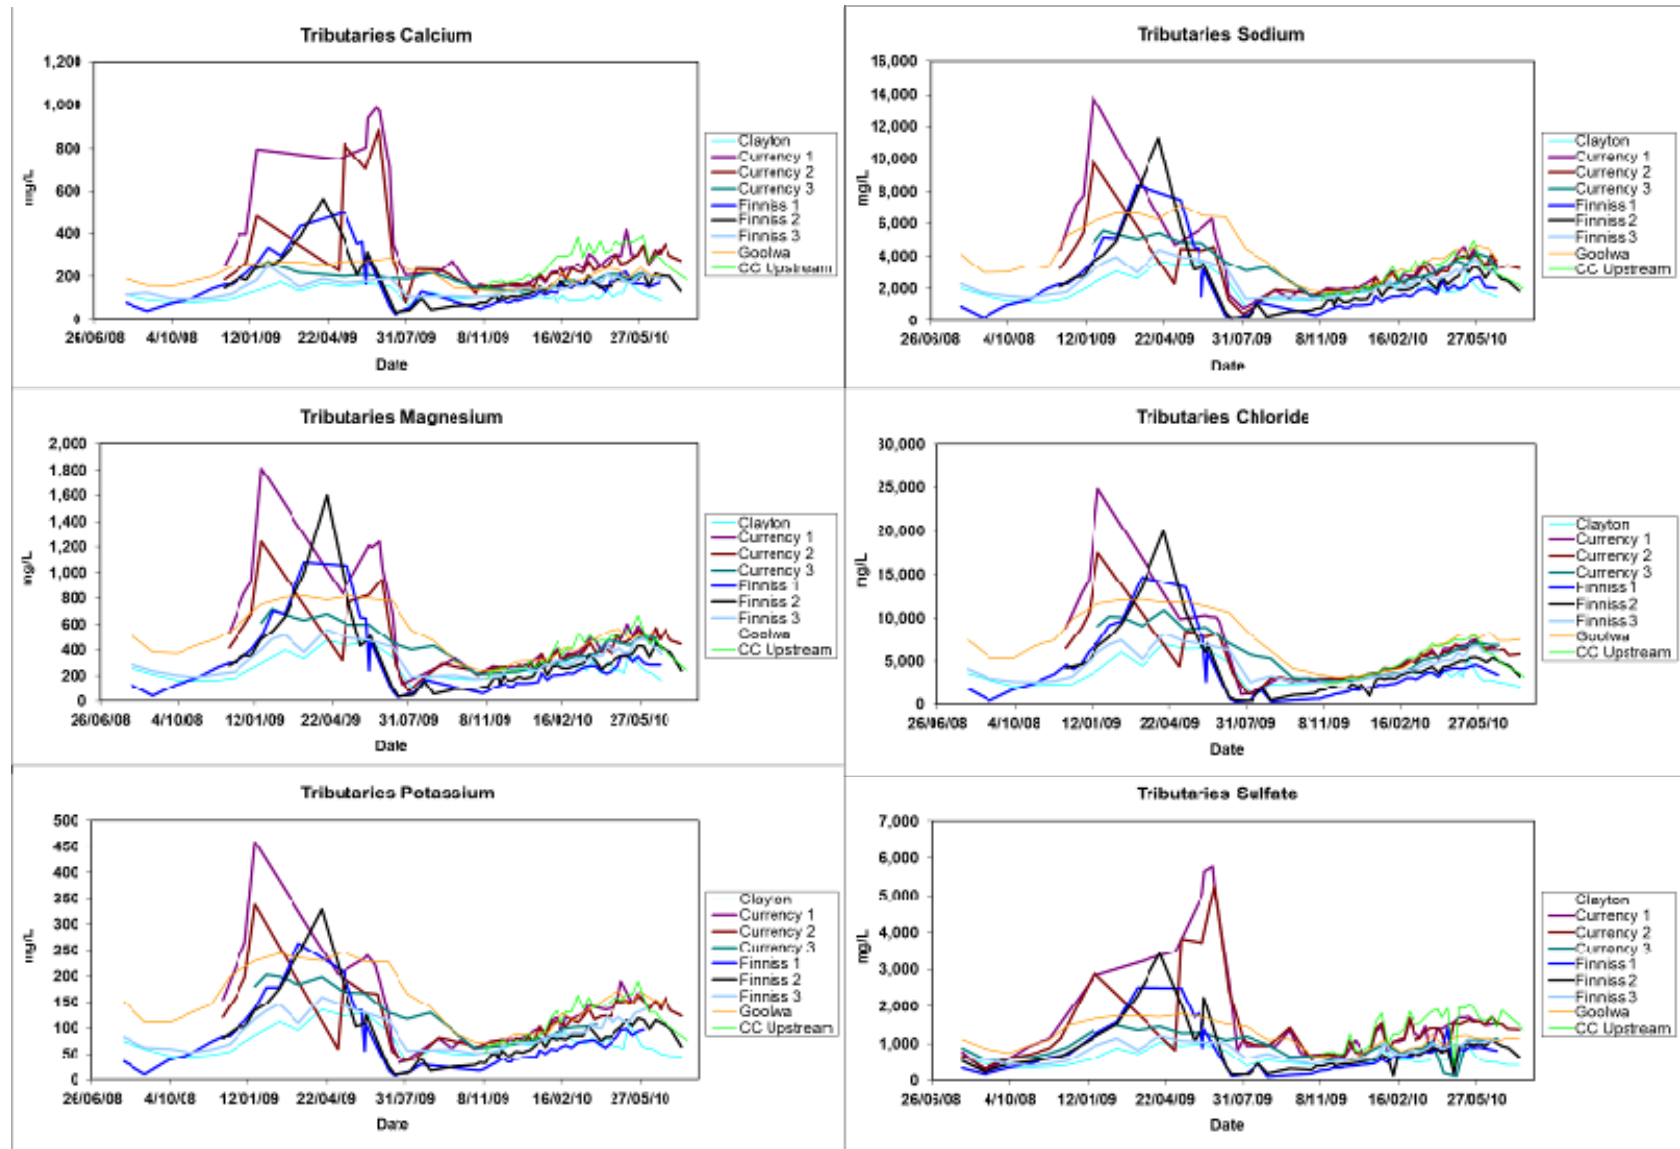 Tributaries Calcium
1,200
1,000
800
600
400
200
0
mg/L
26/06/08 4/10/08 12/01/09 22/04/09 31/07/09 8/11/09 16/02/10 27/05/10
Date
Clayton
Currency 1
Currency 2
Currency 3
Finniss 1
Finniss 2
Finniss 3
Goolwa
CC Upstream
Tributaries Sodium
16,000
14,000
12,000
10,000
8,000
6,000
4,000
2,000
0
mg/L
26/06/08 4/10/08 12/01/09 22/04/09 31/07/09 8/11/09 16/02/10 27/05/10
Date
Clayton
Currency 1
Currency 2
Currency 3
Finniss 1
Finniss 2
Finniss 3
Goolwa
CC Upstream
Tributaries Magnesium
2,000
1,800
1,600
1,400
1,200
1,000
800
600
400
200
0
mg/L
26/06/08 4/10/08 12/01/09 22/04/09 31/07/09 8/11/09 16/02/10 27/05/10
Date
Clayton
Currency 1
Currency 2
Currency 3
Finniss 1
Finniss 2
Finniss 3
Goolwa
CC Upstream
Tributaries Chloride
30,000
25,000
20,000
15,000
10,000
5,000
0
mg/L
26/06/08 4/10/08 12/01/09 22/04/09 31/07/09 8/11/09 16/02/10 27/05/10
Date
Clayton
Currency 1
Currency 2
Currency 3
Finniss 1
Finniss 2
Finniss 3
Goolwa
CC Upstream
Tributaries Potassium
500
450
400
350
300
250
200
150
100
50
0
mg/L
26/06/08 4/10/08 12/01/09 22/04/09 31/07/09 8/11/09 16/02/10 27/05/10
Date
Clayton
Currency 1
Currency 2
Currency 3
Finniss 1
Finniss 2
Finniss 3
Goolwa
CC Upstream
Tributaries Sulfate
7,000
6,000
5,000
4,000
3,000
2,000
1,000
0
mg/L
26/06/08 4/10/08 12/01/09 22/04/09 31/07/09 8/11/09 16/02/10 27/05/10
Date
Clayton
Currency 1
Currency 2
Currency 3
Finniss 1
Finniss 2
Finniss 3
Goolwa
CC Upstream